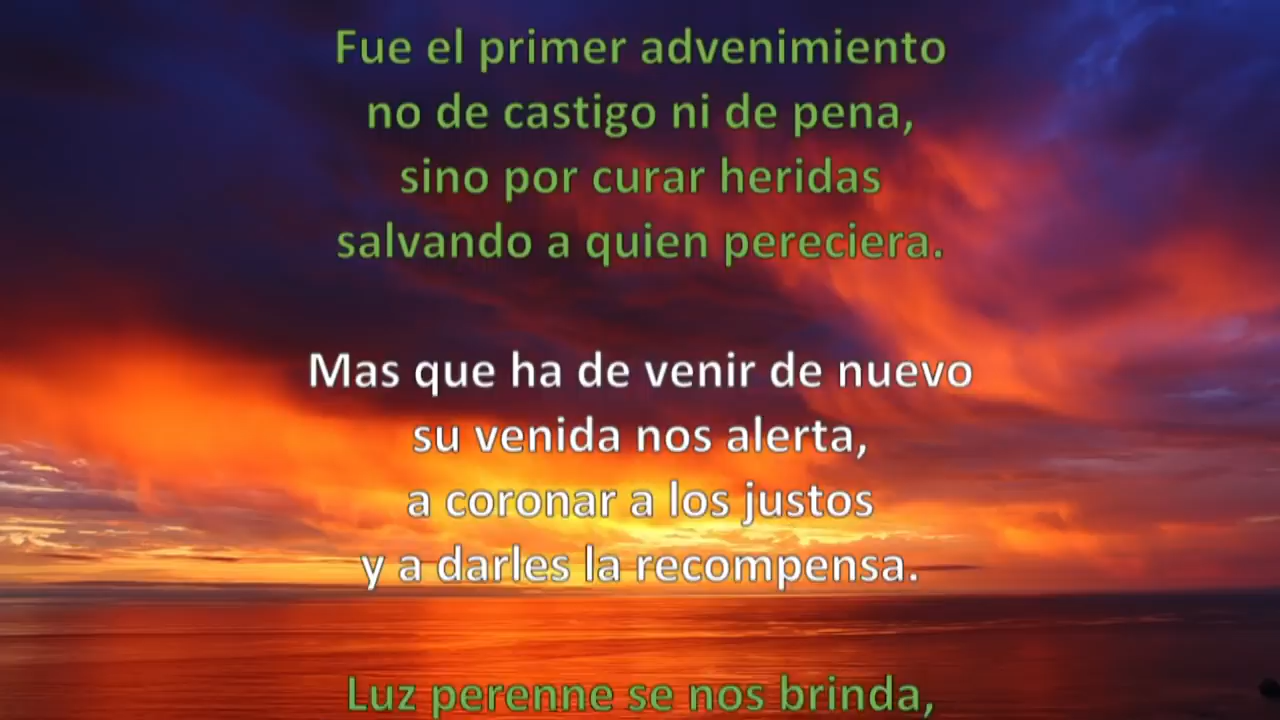 Fue el primer advenimiento
no de castigo ni de pena,
sino por curar heridas
salvando a quien pereciera.
Mas que ha de venir de nuevo
su venida nos alerta,
a coronar a los justos
y a darles la recompensa.
Luz perenne se nos brinda,